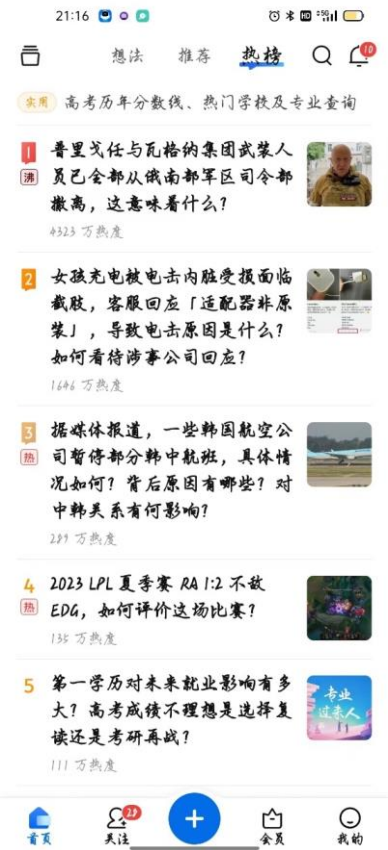 21:16
HD
5G
想法 推荐 热榜
10
实用 高考历年分数线、热门学校及专业查询
1
沸
普里戈任与瓦格纳集团武装人
员已全部从俄南部军区司令部
撤离，这意味着什么？
4323 万热度
2
女孩充电被电击内脏受损面临
截肢，客服回应「适配器非原
装」，导致电击原因是什么？
如何看待涉事公司回应？
1646 万热度
3
热
据媒体报道，一些韩国航空公
司暂停部分韩中航班，具体情
况如何？背后原因有哪些？对
中韩关系有何影响？
289 万热度
4
热
2023 LPL 夏季赛 RA 1:2 不敌
EDG，如何评价这场比赛？
135 万热度
5
第一学历对未来就业影响有多
大？高考成绩不理想是选择复
读还是考研再战？
111 万热度
专业
过来人
首页 关注 28 会员 我的